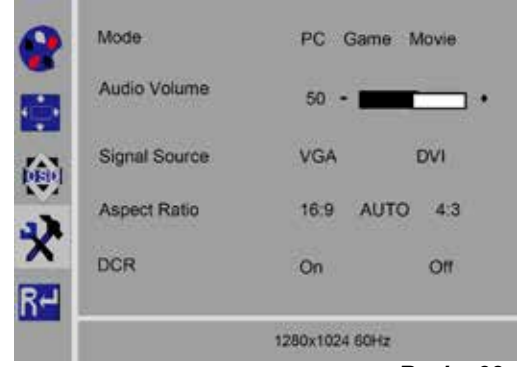 Mode PC Game Movie
Audio Volume 50 - +
Signal Source VGA DVI
OSD
Aspect Ratio 16:9 AUTO 4:3
DCR On Off
R
1280x1024 60Hz